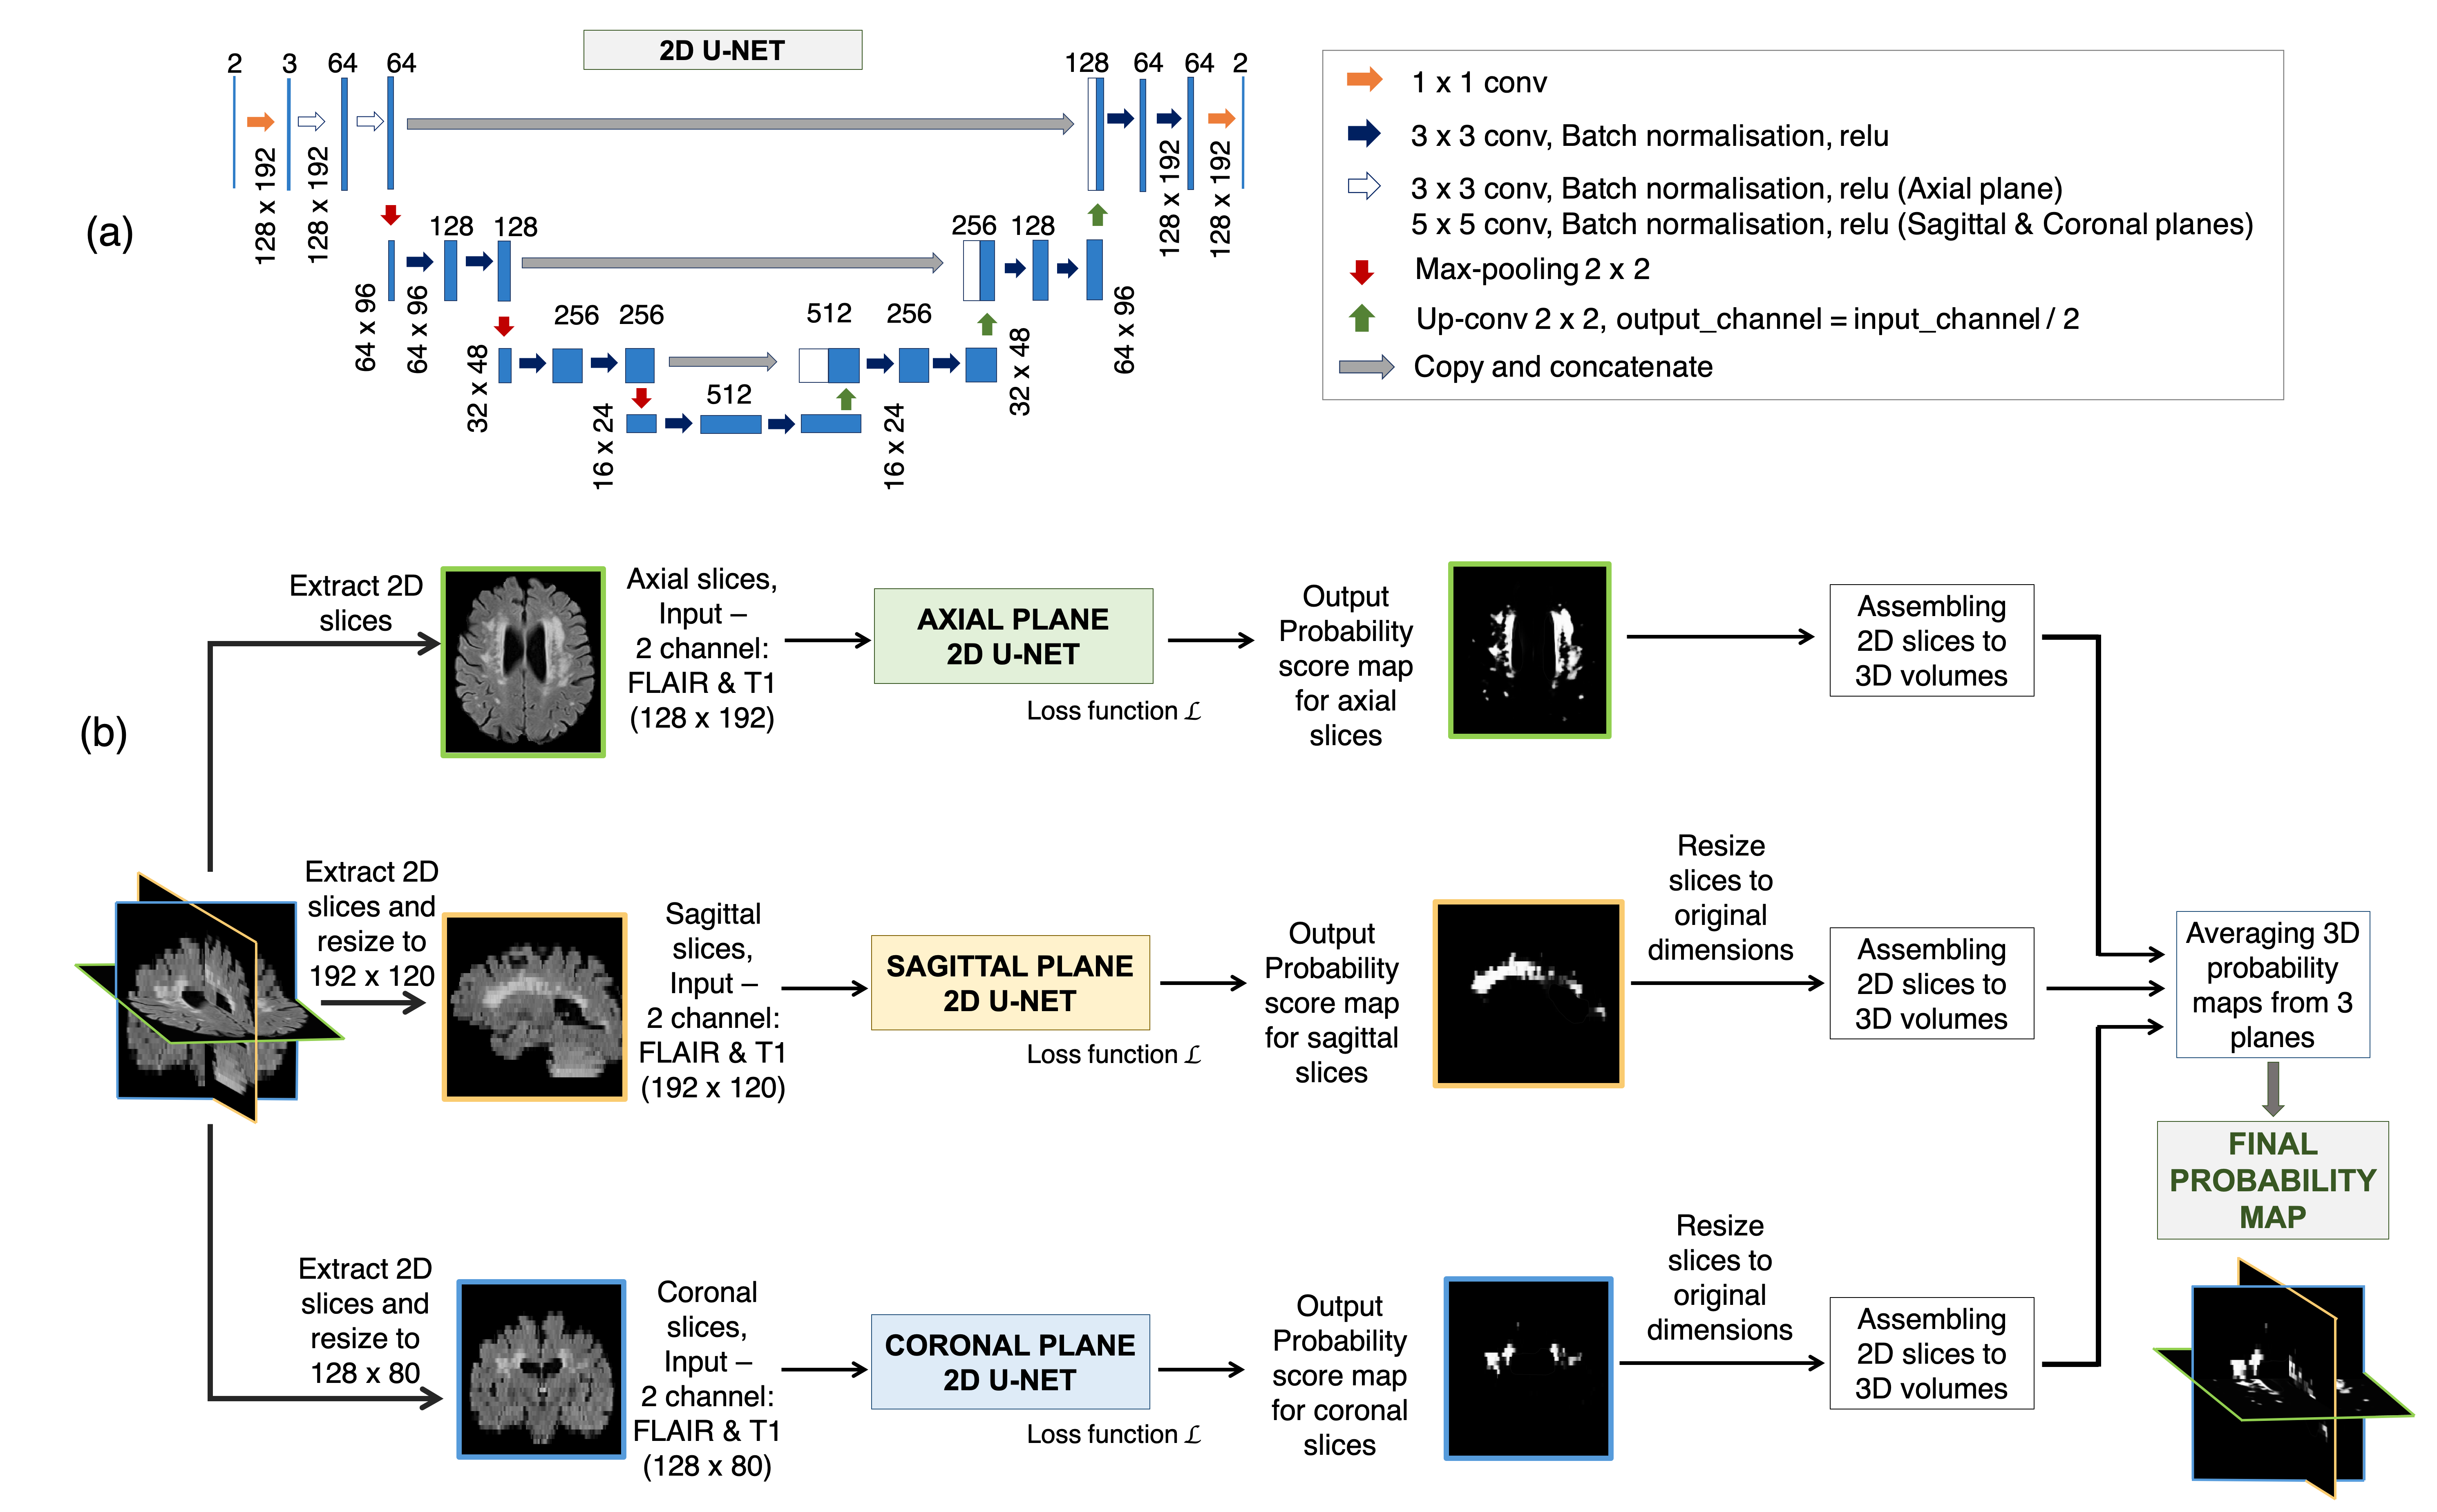 2D U-NET
2
3
64
64
128
64
64
2
128 x 192
128 x 192
128 x 192
128 x 192
(a)
128
128
256
128
64 x 96
64 x 96
64 x 96
256
256
512
256
32 x 48
32 x 48
512
16 x 24
16 x 24
1 x 1 conv
3 x 3 conv, Batch normalisation, relu
3 x 3 conv, Batch normalisation, relu (Axial plane)
5 x 5 conv, Batch normalisation, relu (Sagittal & Coronal planes)
Max-pooling 2 x 2
Up-conv 2 x 2, output_channel = input_channel / 2
Copy and concatenate
(b)
Extract 2D
slices
Axial slices,
Input –
2 channel:
FLAIR & T1
(128 x 192)
AXIAL PLANE
2D U-NET
Loss function ℒ
Output
Probability
score map
for axial
slices
Assembling
2D slices to
3D volumes
Extract 2D
slices and
resize to
192 x 120
Sagittal
slices,
Input –
2 channel:
FLAIR & T1
(192 x 120)
SAGITTAL PLANE
2D U-NET
Loss function ℒ
Output
Probability
score map
for sagittal
slices
Resize
slices to
original
dimensions
Assembling
2D slices to
3D volumes
Averaging 3D
probability
maps from 3
planes
FINAL
PROBABILITY
MAP
Extract 2D
slices and
resize to
128 x 80
Coronal
slices,
Input –
2 channel:
FLAIR & T1
(128 x 80)
CORONAL PLANE
2D U-NET
Loss function ℒ
Output
Probability
score map
for coronal
slices
Resize
slices to
original
dimensions
Assembling
2D slices to
3D volumes